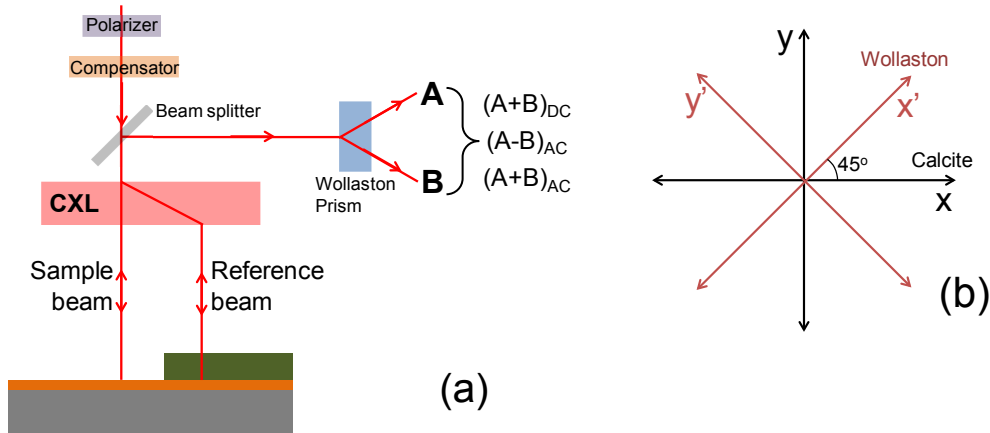 Polarizer
Compensator
Beam splitter
A
B
(A+B)DC
(A-B)AC
(A+B)AC
Wollaston
Prism
CXL
Sample
beam
Reference
beam
(a)
y
Wollaston
y’
x’
45o
Calcite
x
(b)